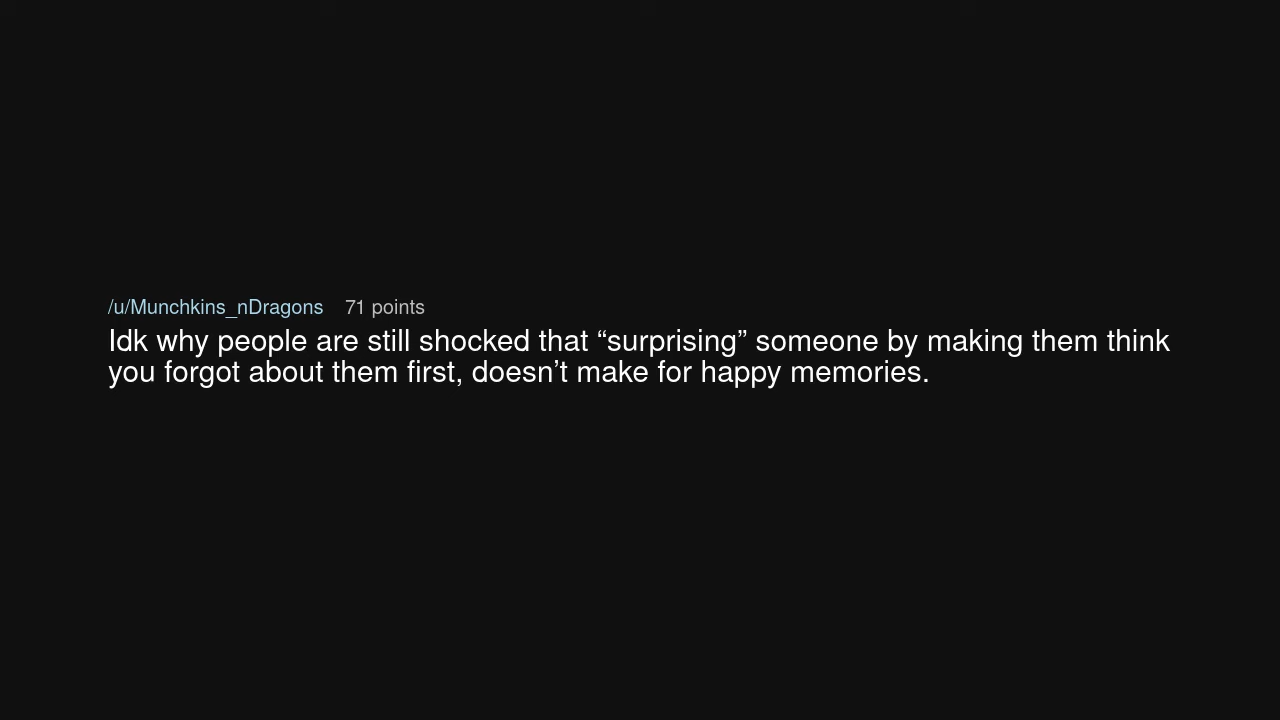 /u/Munchkins_nDragons 71 points
Idk why people are still shocked that “surprising” someone by making them think
you forgot about them first, doesn’t make for happy memories.